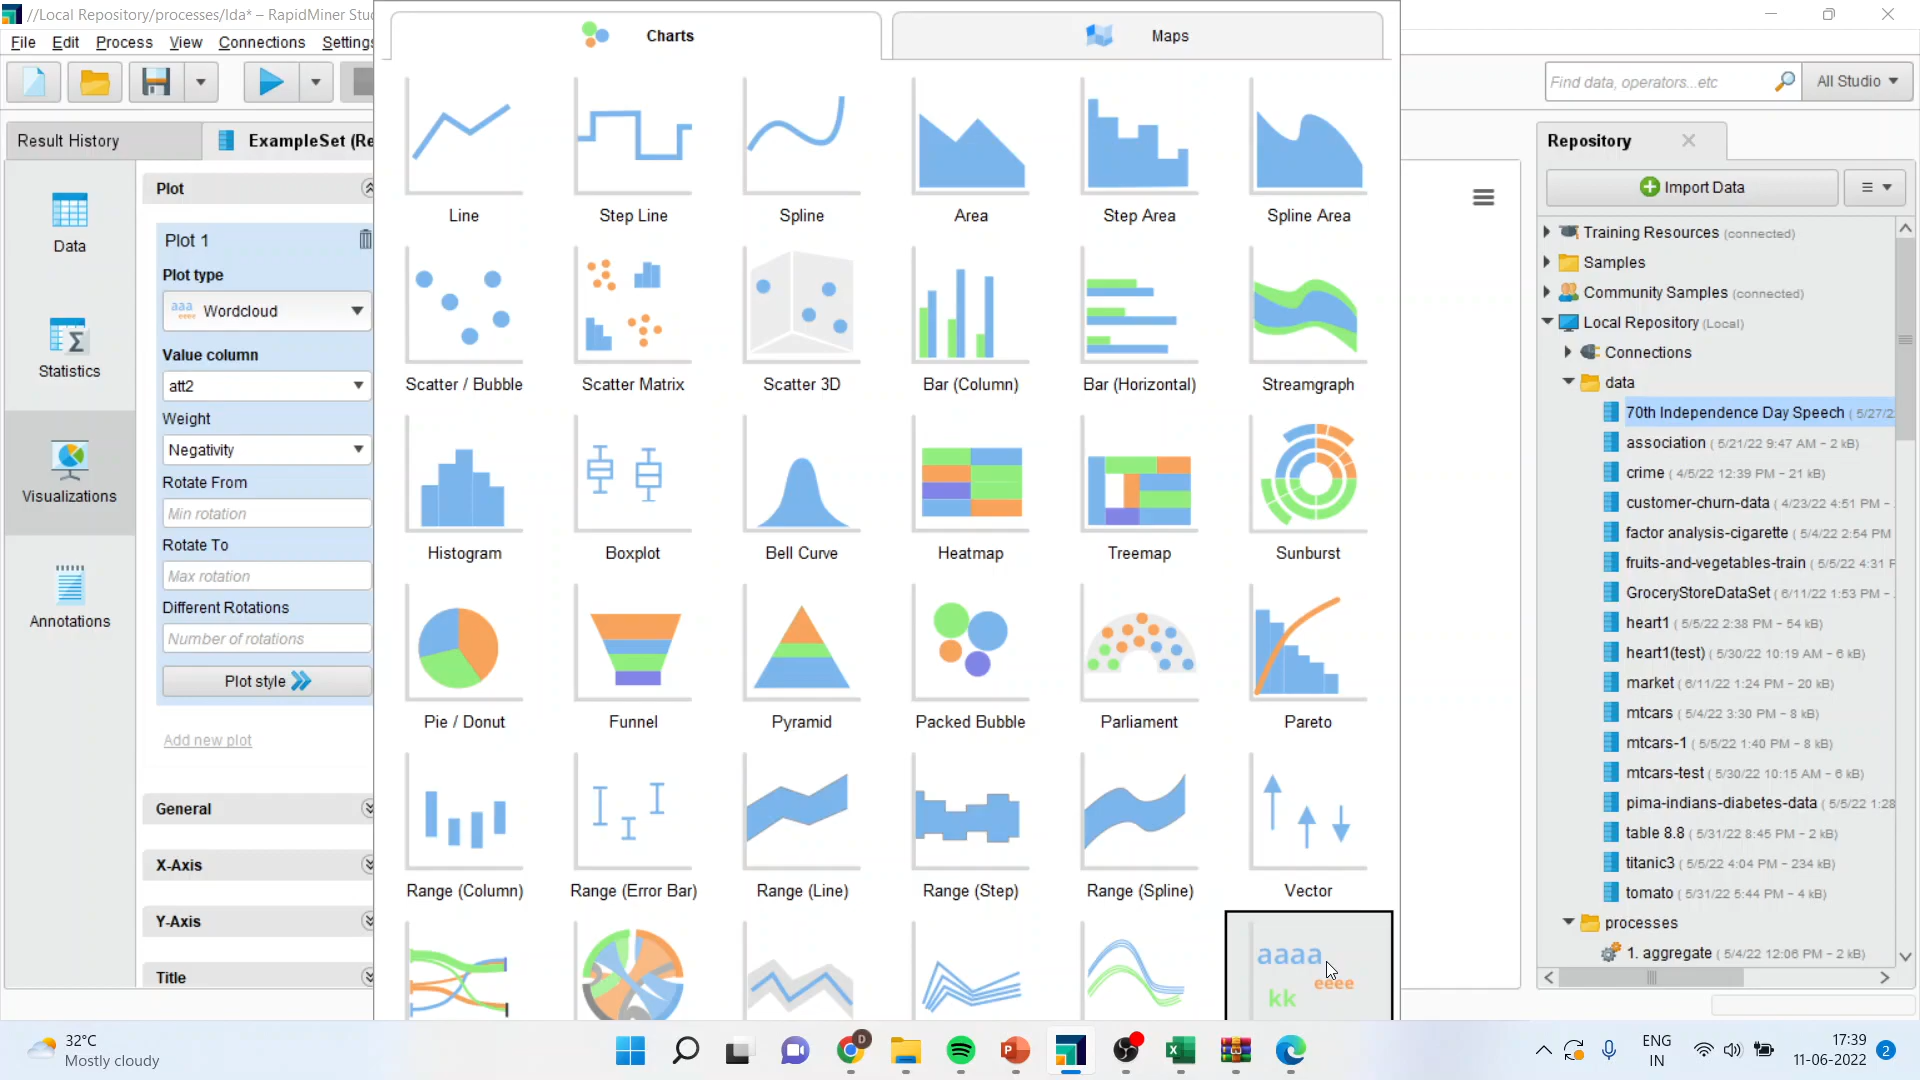 //Local Repository/processes/lda* – RapidMiner Stu
File Edit Process View Connections Settings
Find data, operators...etc
All Studio
Result History
ExampleSet (Re
Data
Statistics
Visualizations
Annotations
Plot
Plot 1
Plot type
aaa
eeee
Wordcloud
Value column
att2
Weight
Negativity
Rotate From
Min rotation
Rotate To
Max rotation
Different Rotations
Number of rotations
Plot style
Add new plot
General
X-Axis
Y-Axis
Title
Charts
Maps
Line
Step Line
Spline
Area
Step Area
Spline Area
Scatter / Bubble
Scatter Matrix
Scatter 3D
Bar (Column)
Bar (Horizontal)
Streamgraph
Histogram
Boxplot
Bell Curve
Heatmap
Treemap
Sunburst
Pie / Donut
Funnel
Pyramid
Packed Bubble
Parliament
Pareto
Range (Column)
Range (Error Bar)
Range (Line)
Range (Step)
Range (Spline)
Vector
aaaa
eeee
kk
Repository
Import Data
Training Resources (connected)
Samples
Community Samples (connected)
Local Repository (Local)
Connections
data
70th Independence Day Speech ( 5/27/2
association ( 5/21/22 9:47 AM – 2 kB)
crime ( 4/5/22 12:39 PM – 21 kB)
customer-churn-data ( 4/23/22 4:51 PM –
factor analysis-cigarette ( 5/4/22 2:54 PM
fruits-and-vegetables-train ( 5/5/22 4:31 P
GroceryStoreDataSet ( 6/11/22 1:53 PM –
heart1 ( 5/5/22 2:38 PM – 54 kB)
heart1(test) ( 5/30/22 10:19 AM – 6 kB)
market ( 6/11/22 1:24 PM – 20 kB)
mtcars ( 5/4/22 3:30 PM – 8 kB)
mtcars-1 ( 5/5/22 1:40 PM – 8 kB)
mtcars-test ( 5/30/22 10:15 AM – 6 kB)
pima-indians-diabetes-data ( 5/5/22 1:28
table 8.8 ( 5/31/22 8:45 PM – 2 kB)
titanic3 ( 5/5/22 4:04 PM – 234 kB)
tomato ( 5/31/22 5:44 PM – 4 kB)
processes
1. aggregate ( 5/4/22 12:06 PM – 2 kB)
32°C
Mostly cloudy
D
P
ENG
IN
17:39
11-06-2022
2